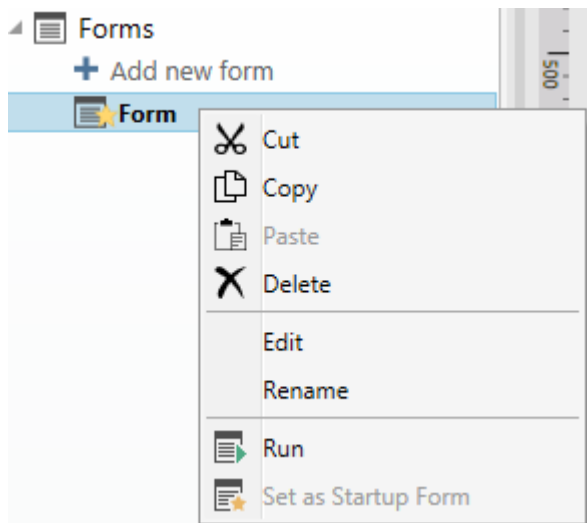 Forms
Add new form
Form
Cut
Copy
Paste
Delete
Edit
Rename
Run
Set as Startup Form
500